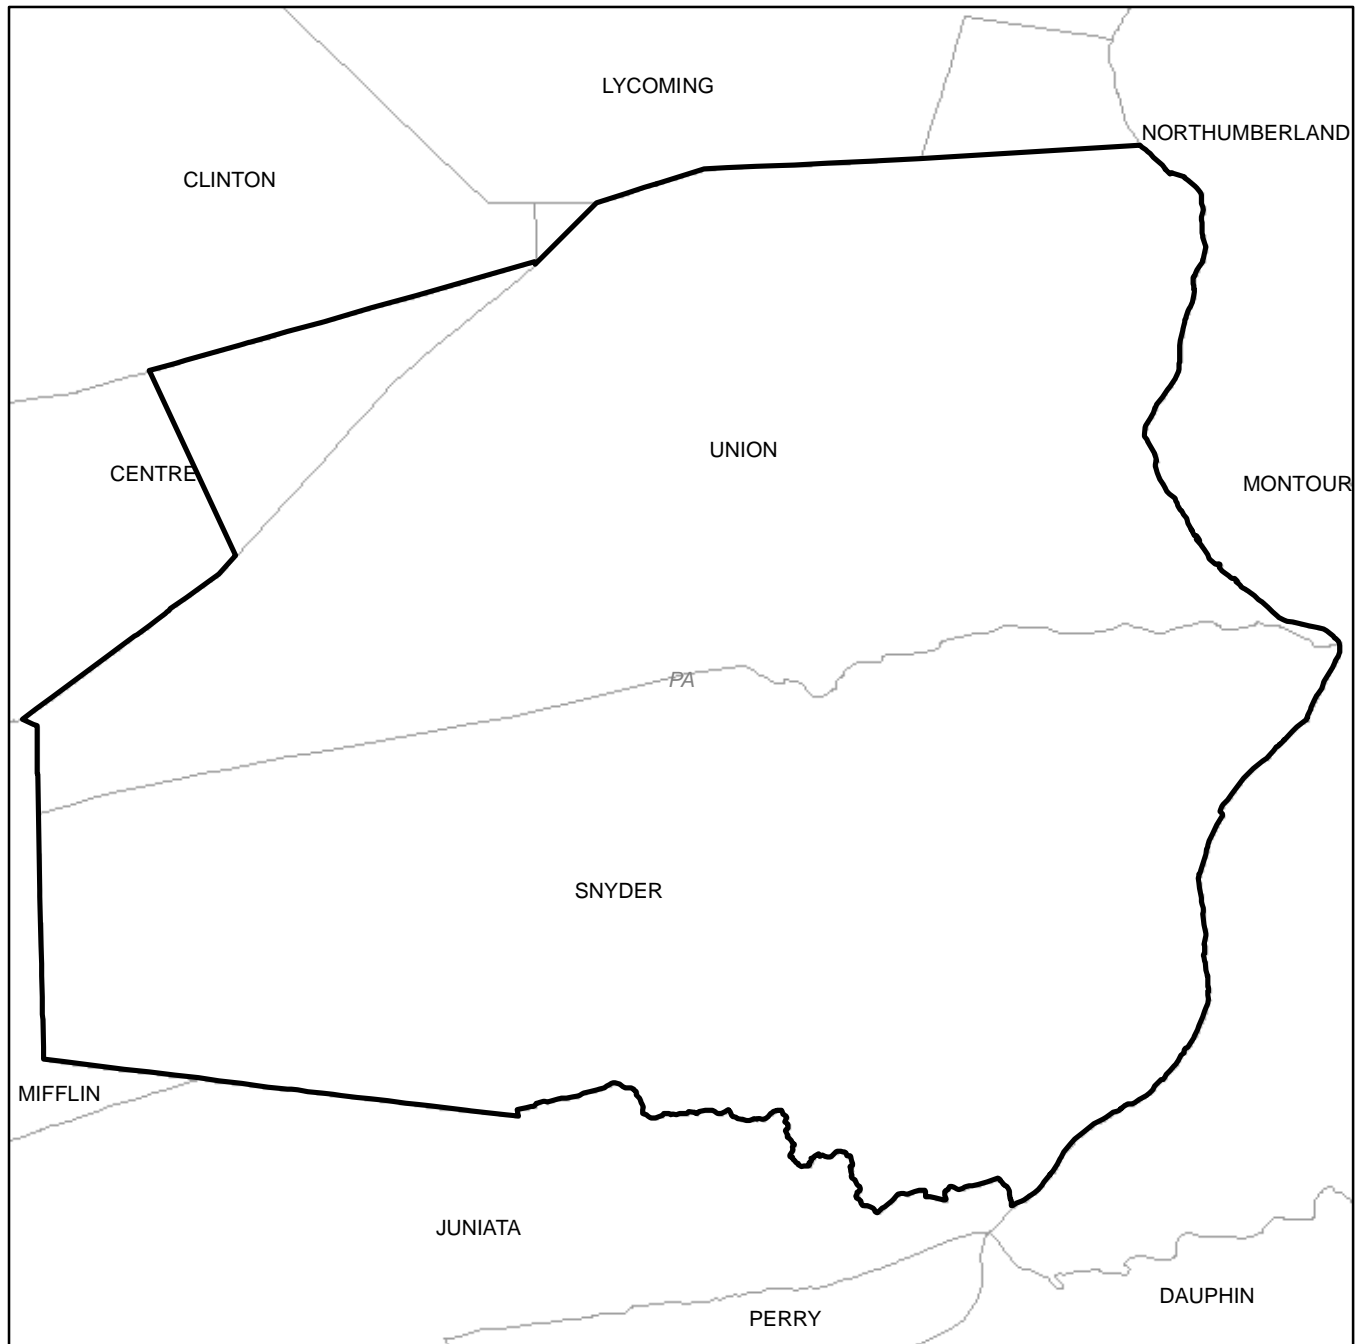 LYCOMING
NORTHUMBERLAND
CLINTON
UNION
CENTRE
MONTOUR
PA
SNYDER
MIFFLIN
JUNIATA
DAUPHIN
PERRY